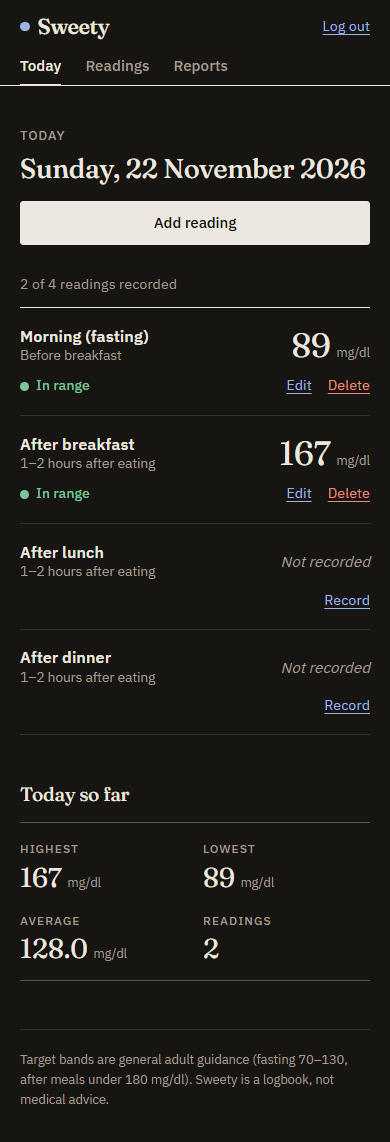 Sweety
Log out
Today Readings Reports
TODAY
Sunday, 22 November 2026
Add reading
2 of 4 readings recorded
Morning (fasting)
Before breakfast
89 mg/dl
In range
Edit Delete
After breakfast
1–2 hours after eating
167 mg/dl
In range
Edit Delete
After lunch
1–2 hours after eating
Not recorded
Record
After dinner
1–2 hours after eating
Not recorded
Record
Today so far
HIGHEST
167 mg/dl
LOWEST
89 mg/dl
AVERAGE
128.0 mg/dl
READINGS
2
Target bands are general adult guidance (fasting 70–130,
after meals under 180 mg/dl). Sweety is a logbook, not
medical advice.